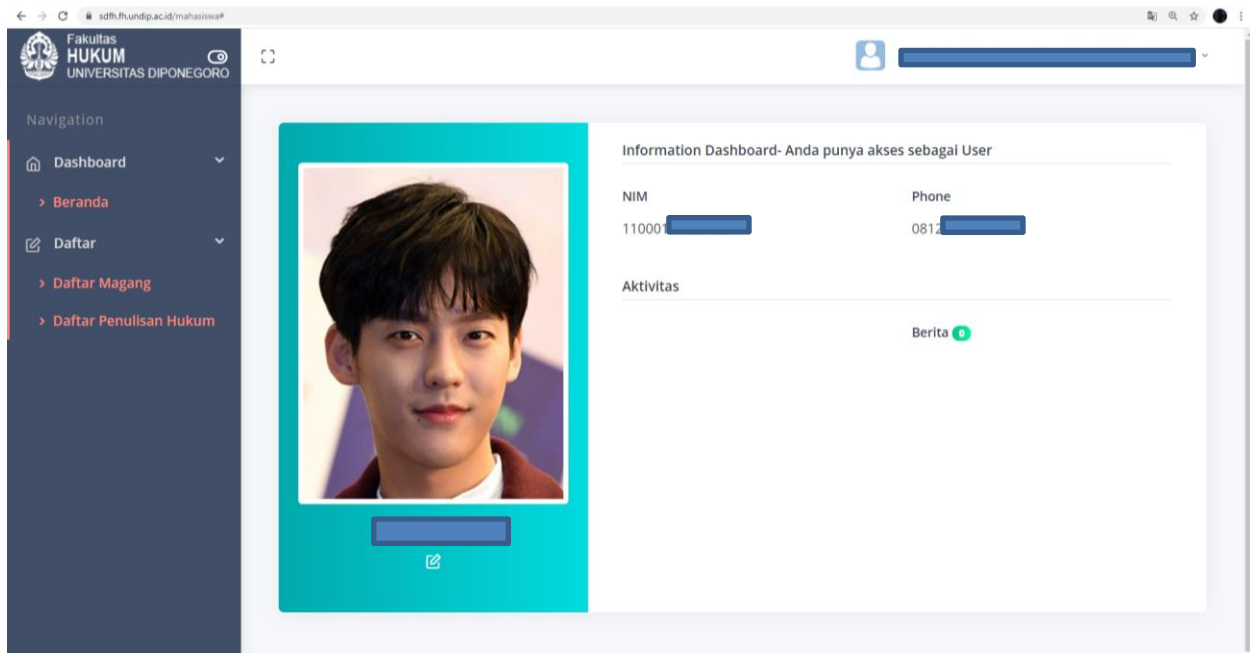 sdfh.fh.undip.ac.id/mahasiswa#
Fakultas
HUKUM
UNIVERSITAS DIPONEGORO
Navigation
Dashboard
Beranda
Daftar
Daftar Magang
Daftar Penulisan Hukum
Information Dashboard- Anda punya akses sebagai User
NIM
Phone
110001
0812
Aktivitas
Berita 0